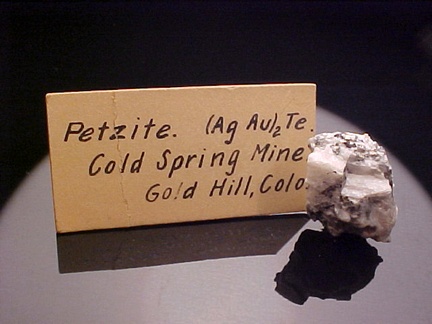 Petzite. (Ag Au)₂Te.
Cold Spring Mine
Gold Hill, Colo.